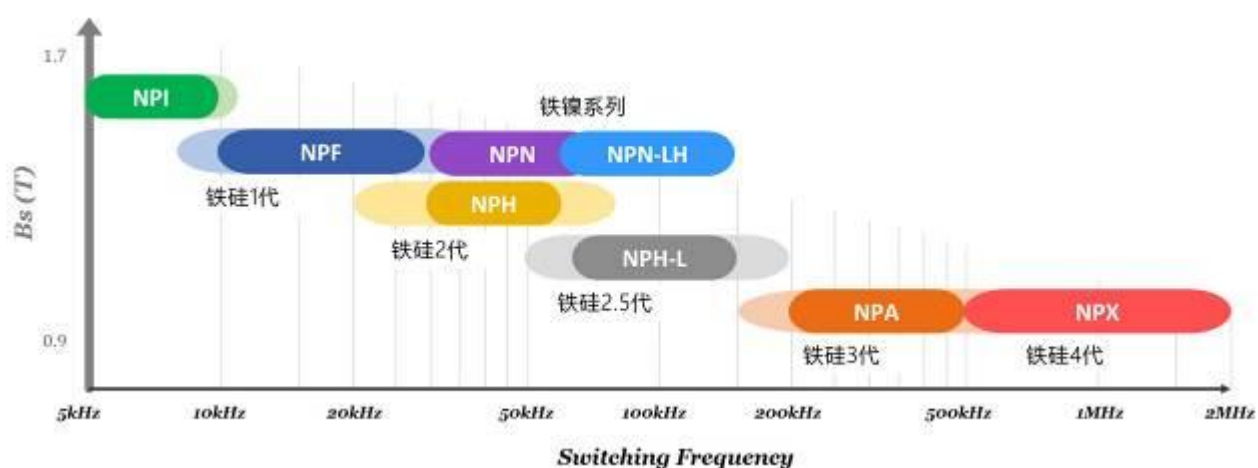 1.7
NPI
铁镍系列
NPF
NPN
NPN-LH
铁硅1代
NPH
Bs (T)
铁硅2代
NPH-L
铁硅2.5代
NPA
NPX
0.9
铁硅3代
铁硅4代
5kHz
10kHz
20kHz
50kHz
100kHz
200kHz
500kHz
1MHz
2MHz
Switching Frequency